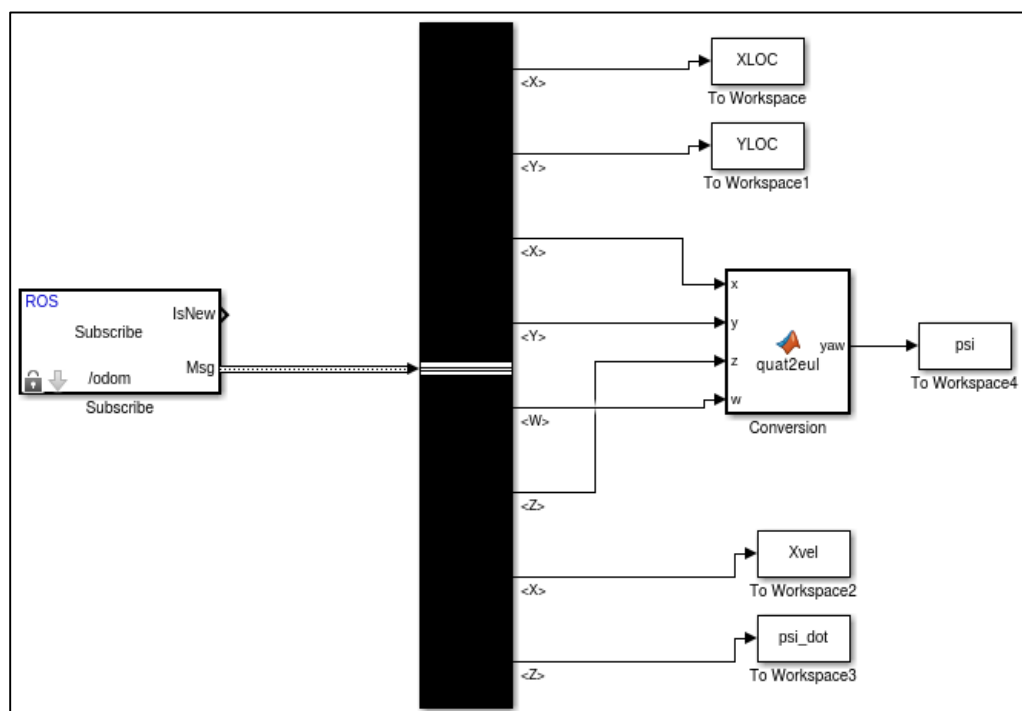 <X>
XLOC
To Workspace
<Y>
YLOC
To Workspace1
ROS
IsNew
Subscribe
Msg
/odom
Subscribe
<X>
<Y>
<W>
<Z>
x
y
z
w
quat2eul
yaw
Conversion
psi
To Workspace4
<X>
Xvel
To Workspace2
<Z>
psi_dot
To Workspace3